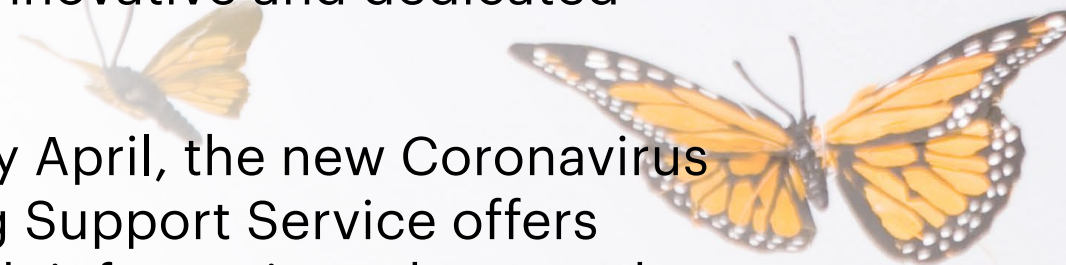 innovative and dedicated
y April, the new Coronavirus
g Support Service offers